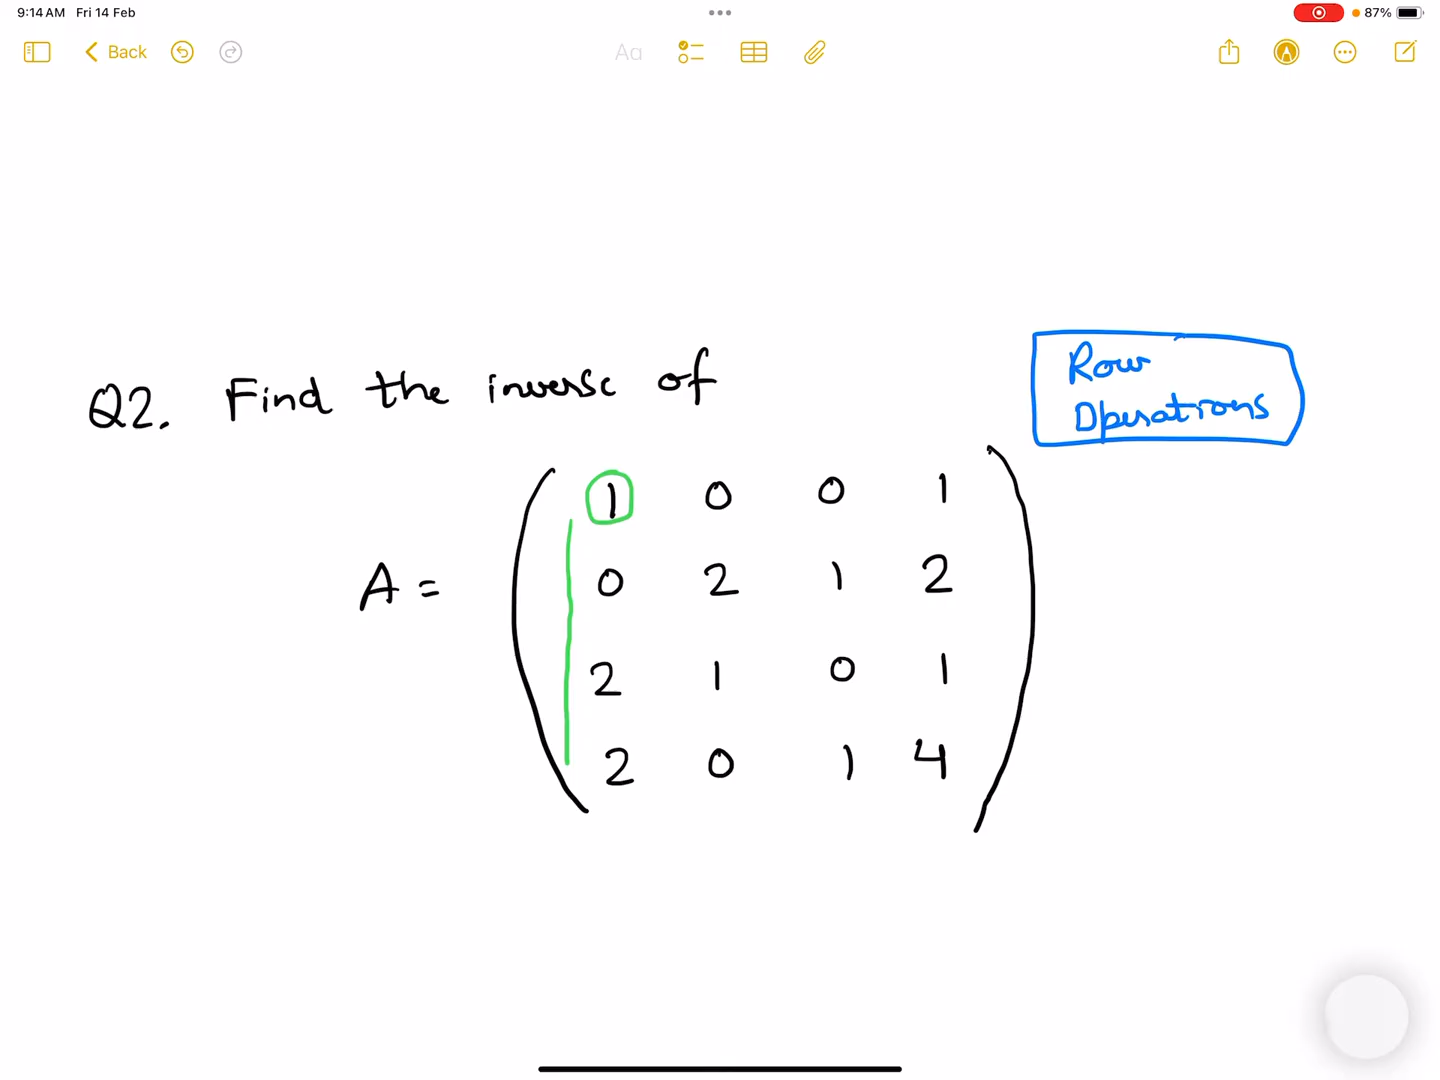 9:14 AM Fri 14 Feb
87%
Back
Aa
Q2. Find the inverse of
Row
Operations
A =
1 0 0 1
0 2 1 2
2 1 0 1
2 0 1 4